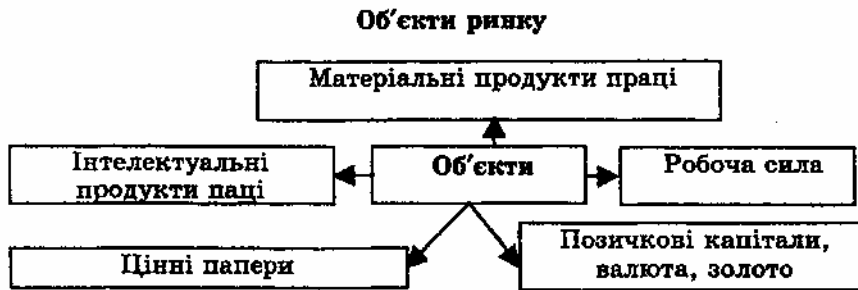 Об'єкти ринку
Матеріальні продукти праці
Інтелектуальні
продукти паці
Об'єкти
Робоча сила
Цінні папери
Позичкові капітали,
валюта, золото